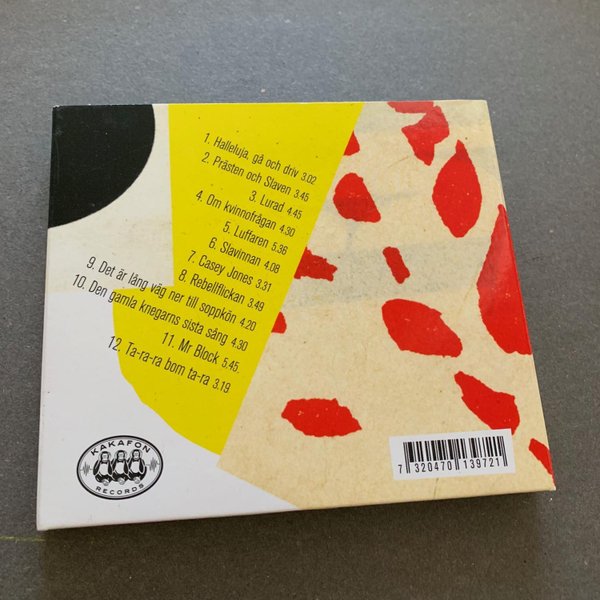 1. Halleluja, gå och driv 3.02
2. Prästen och Slaven 3.45
3. Lurad 4.45
4. Om kvinnofrågan 4.30
5. Luffaren 5.36
6. Slavinnan 4.08
7. Casey Jones 3.31
8. Rebellflickan 3.49
9. Det är lång väg ner till soppkön 4.20
10. Den gamla knegarns sista sång 4.30
11. Mr Block 5.45.
12. Ta-ra-ra bom ta-ra 3.19
KAKAFON
RECORDS
7 320470 139721